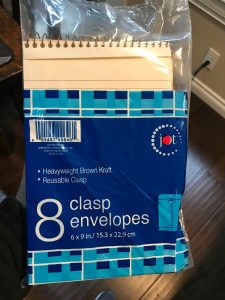 jot
• Heavyweight Brown Kraft
• Reusable Clasp
8 clasp
envelopes
6 x 9 in./ 15.3 x 22.9 cm